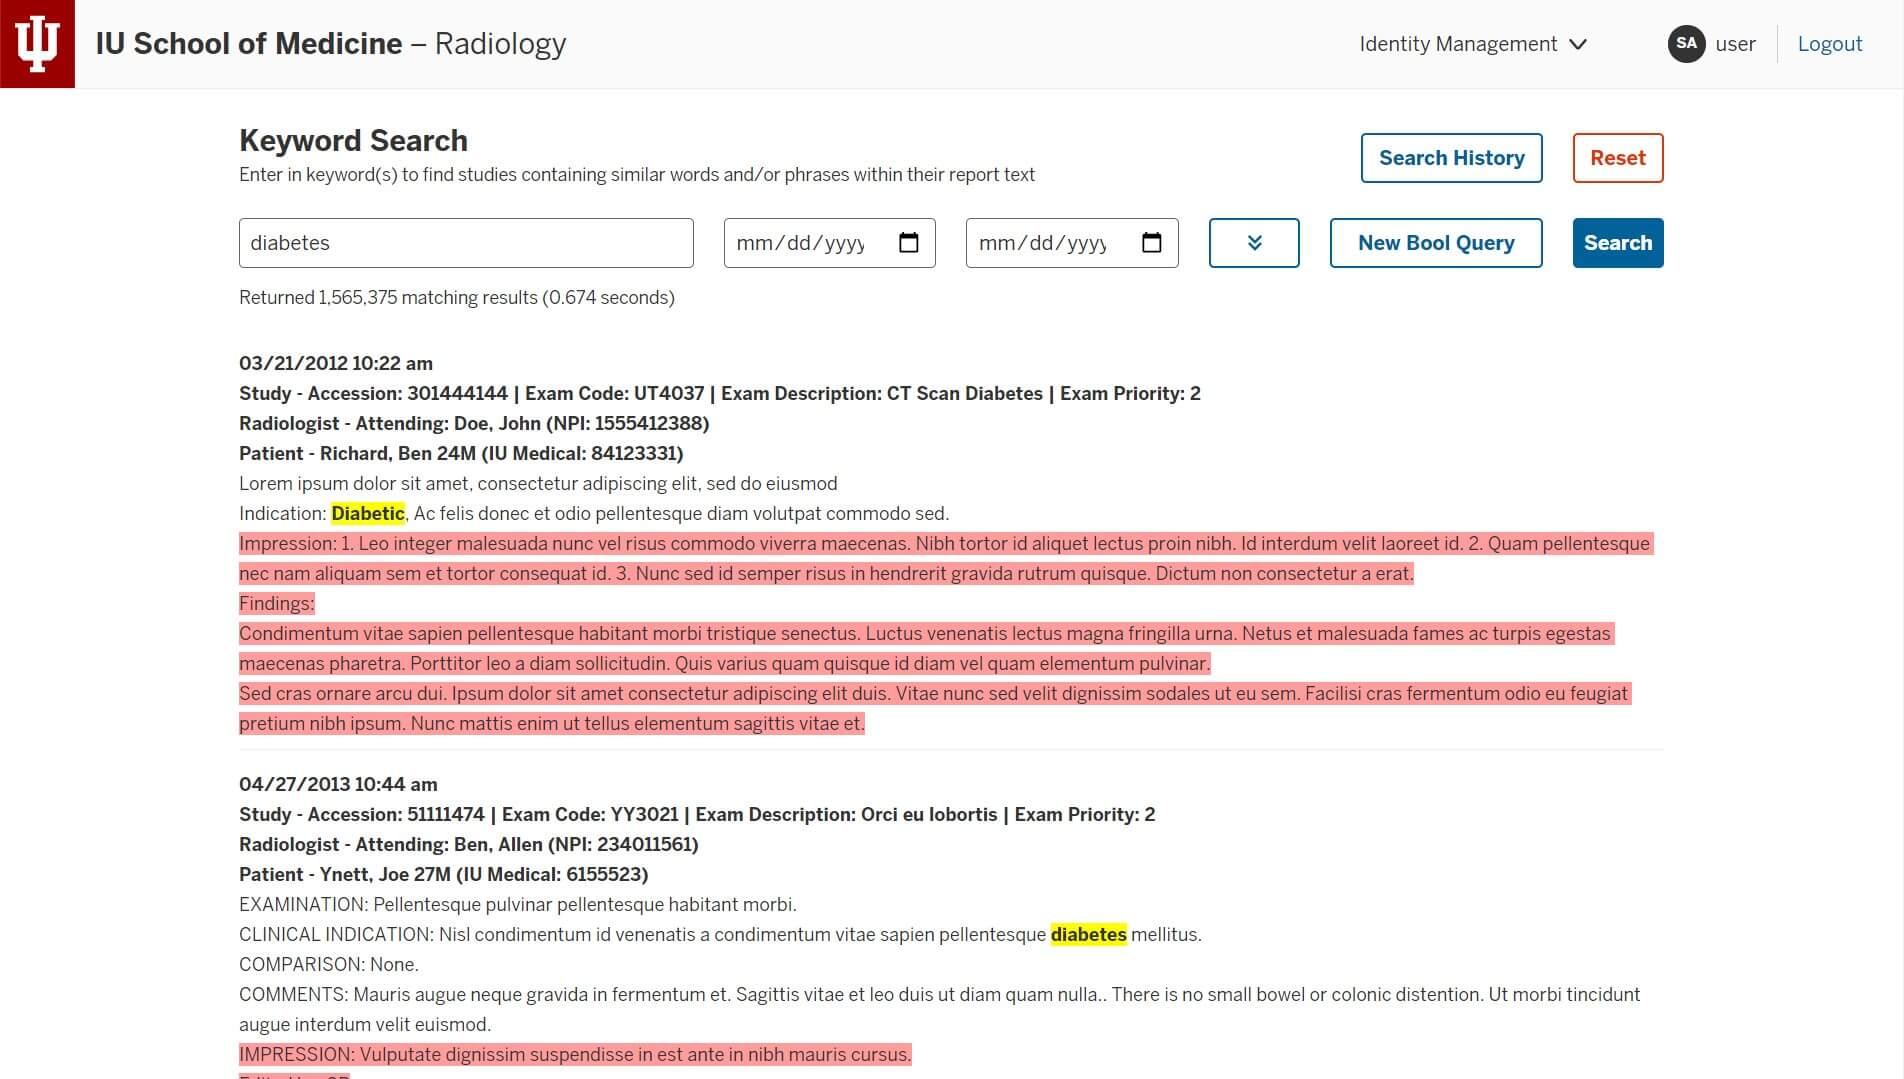 IU School of Medicine – Radiology
Identity Management
SA user
Logout
Keyword Search
Enter in keyword(s) to find studies containing similar words and/or phrases within their report text
Search History
Reset
diabetes
mm/dd/yyyy
mm/dd/yyyy
New Bool Query
Search
Returned 1,565,375 matching results (0.674 seconds)
03/21/2012 10:22 am
Study - Accession: 301444144 | Exam Code: UT4037 | Exam Description: CT Scan Diabetes | Exam Priority: 2
Radiologist - Attending: Doe, John (NPI: 1555412388)
Patient - Richard, Ben 24M (IU Medical: 84123331)
Lorem ipsum dolor sit amet, consectetur adipiscing elit, sed do eiusmod
Indication: Diabetic, Ac felis donec et odio pellentesque diam volutpat commodo sed.
Impression: 1. Leo integer malesuada nunc vel risus commodo viverra maecenas. Nibh tortor id aliquet lectus proin nibh. Id interdum velit laoreet id. 2. Quam pellentesque
nec nam aliquam sem et tortor consequat id. 3. Nunc sed id semper risus in hendrerit gravida rutrum quisque. Dictum non consectetur a erat.
Findings:
Condimentum vitae sapien pellentesque habitant morbi tristique senectus. Luctus venenatis lectus magna fringilla urna. Netus et malesuada fames ac turpis egestas
maecenas pharetra. Porttitor leo a diam sollicitudin. Quis varius quam quisque id diam vel quam elementum pulvinar.
Sed cras ornare arcu dui. Ipsum dolor sit amet consectetur adipiscing elit duis. Vitae nunc sed velit dignissim sodales ut eu sem. Facilisi cras fermentum odio eu feugiat
pretium nibh ipsum. Nunc mattis enim ut tellus elementum sagittis vitae et.
04/27/2013 10:44 am
Study - Accession: 51111474 | Exam Code: YY3021 | Exam Description: Orci eu lobortis | Exam Priority: 2
Radiologist - Attending: Ben, Allen (NPI: 234011561)
Patient - Ynett, Joe 27M (IU Medical: 6155523)
EXAMINATION: Pellentesque pulvinar pellentesque habitant morbi.
CLINICAL INDICATION: Nisl condimentum id venenatis a condimentum vitae sapien pellentesque diabetes mellitus.
COMPARISON: None.
COMMENTS: Mauris augue neque gravida in fermentum et. Sagittis vitae et leo duis ut diam quam nulla.. There is no small bowel or colonic distention. Ut morbi tincidunt
augue interdum velit euismod.
IMPRESSION: Vulputate dignissim suspendisse in est ante in nibh mauris cursus.